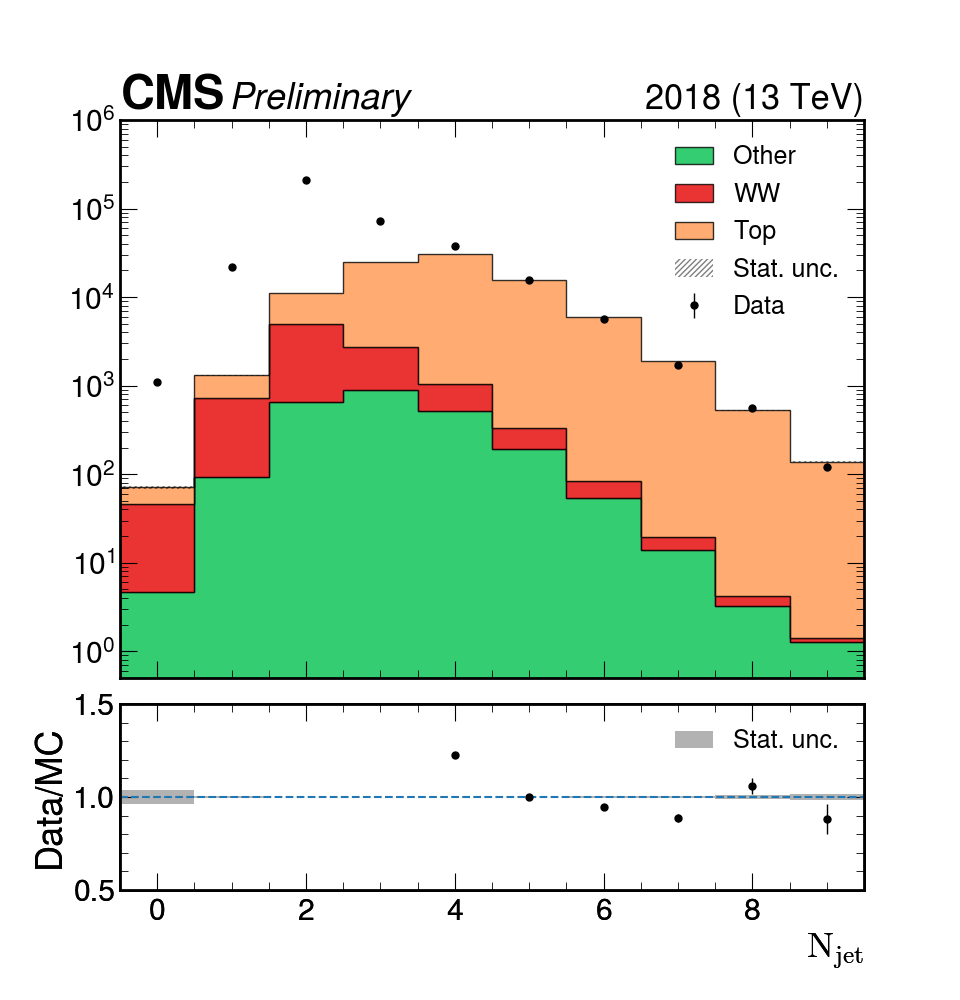 CMS Preliminary 2018 (13 TeV)
10^6
10^5
10^4
10^3
10^2
10^1
10^0
Other
WW
Top
Stat. unc.
Data
Data/MC
1.5
1.0
0.5
Stat. unc.
0 2 4 6 8
N_jet